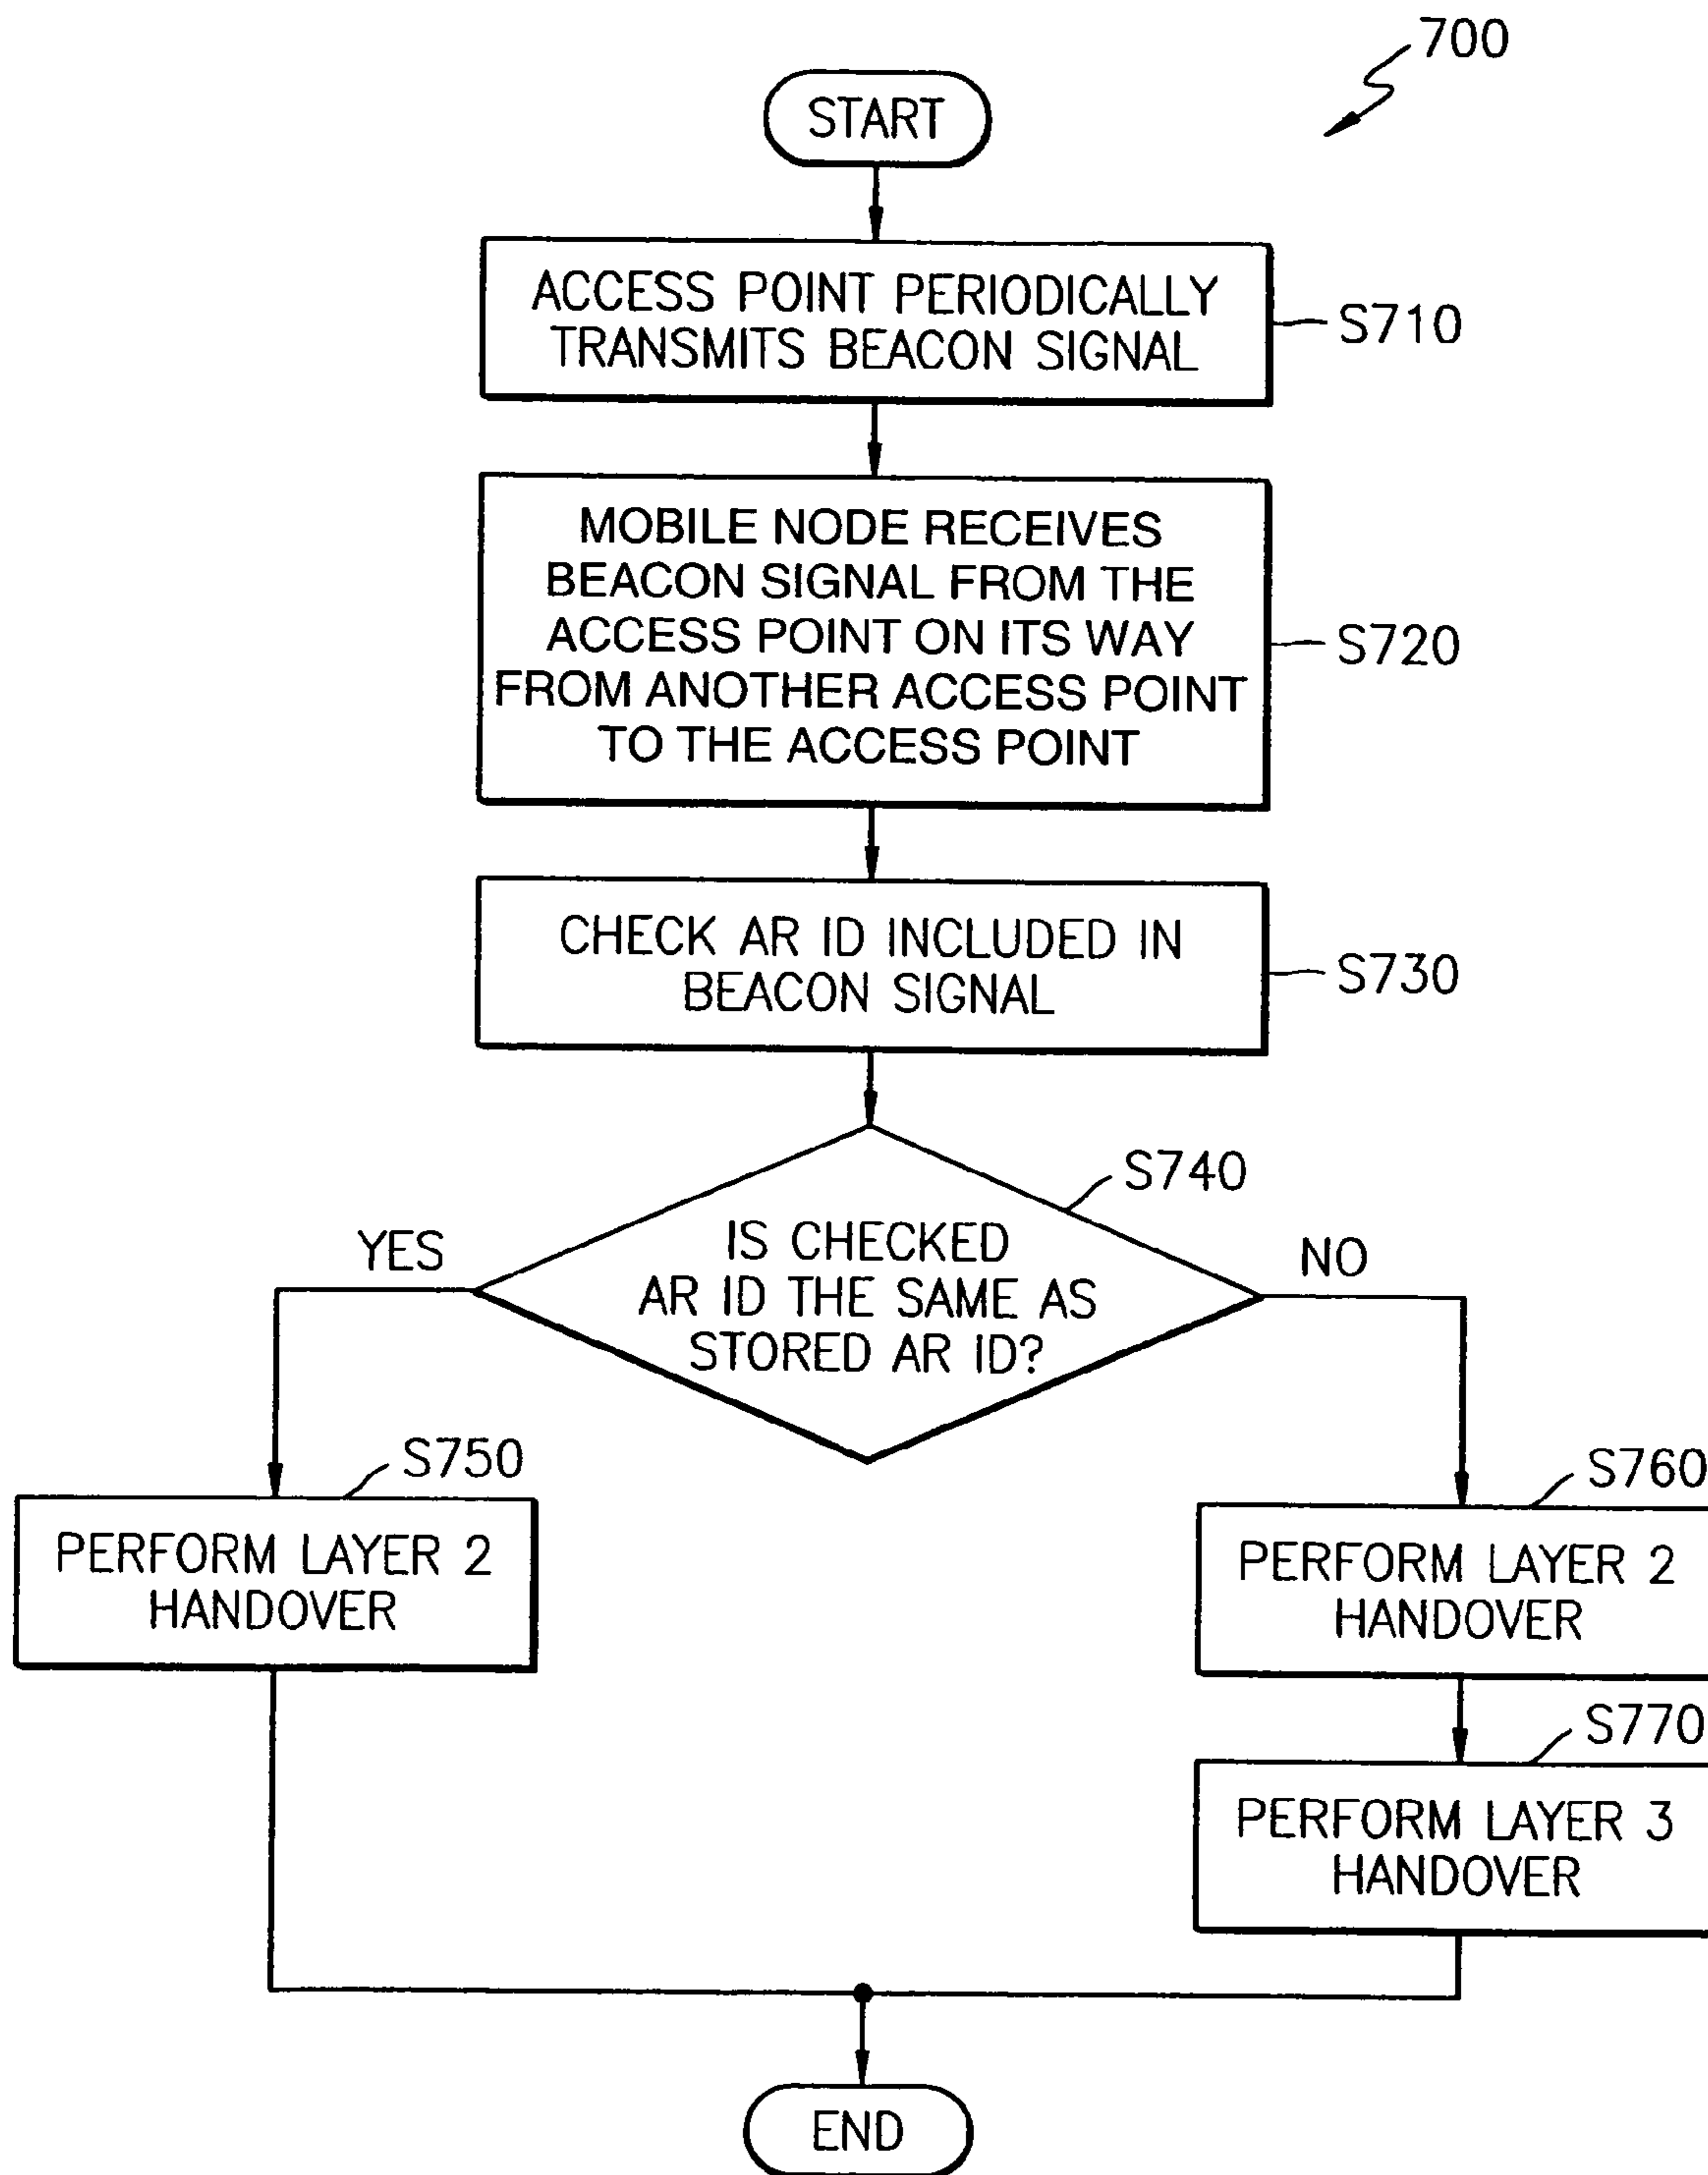 700
START
ACCESS POINT PERIODICALLY
TRANSMITS BEACON SIGNAL
S710
MOBILE NODE RECEIVES
BEACON SIGNAL FROM THE
ACCESS POINT ON ITS WAY
FROM ANOTHER ACCESS POINT
TO THE ACCESS POINT
S720
CHECK AR ID INCLUDED IN
BEACON SIGNAL
S730
S740
IS CHECKED
AR ID THE SAME AS
STORED AR ID?
YES
NO
S750
PERFORM LAYER 2
HANDOVER
S760
PERFORM LAYER 2
HANDOVER
S770
PERFORM LAYER 3
HANDOVER
END